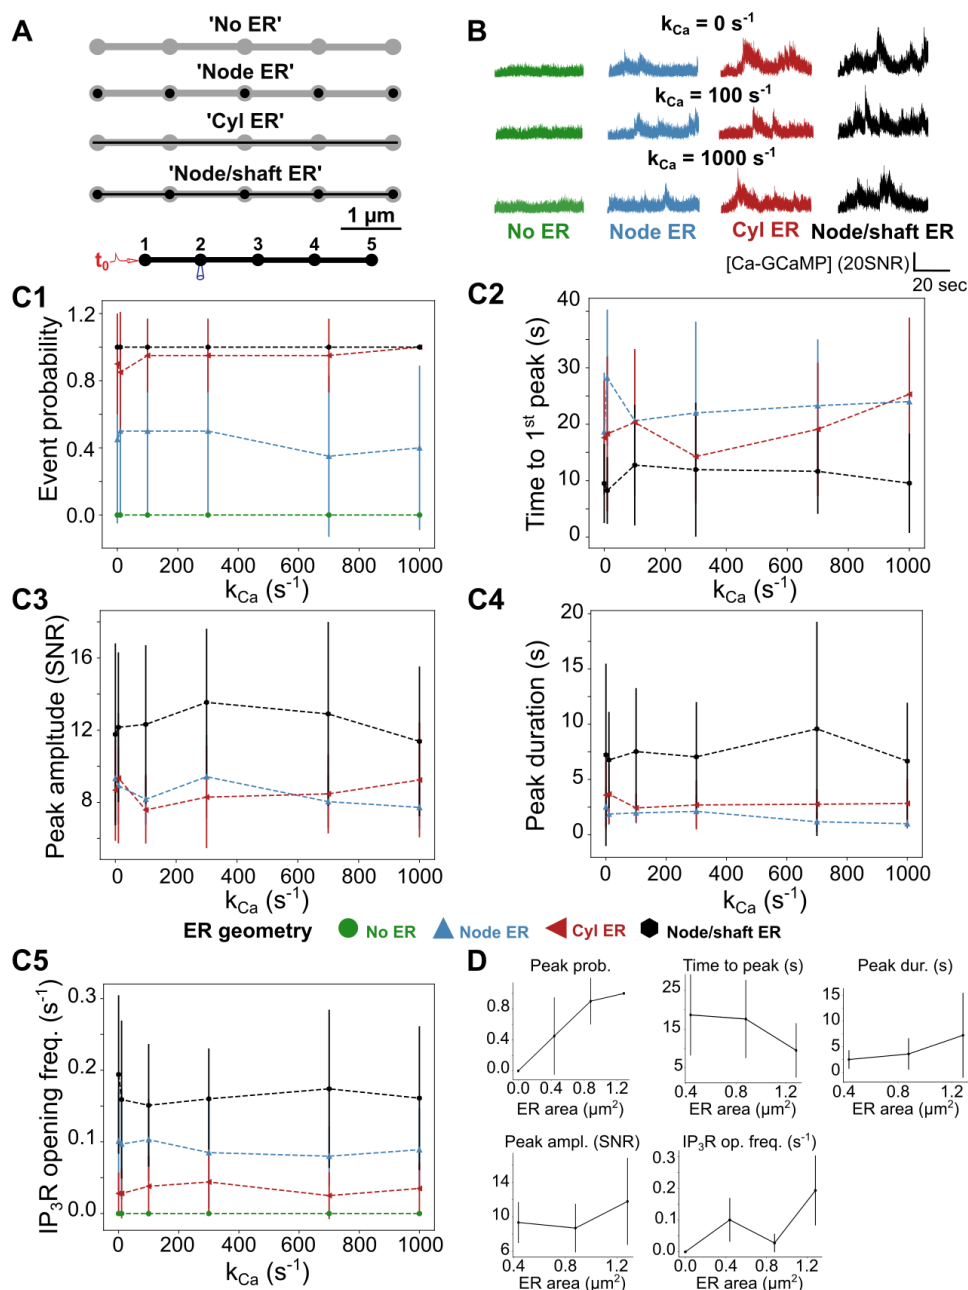 A
'No ER'
'Node ER'
'Cyl ER'
'Node/shaft ER'
1 µm
t₀
1 2 3 4 5
B
k_Ca = 0 s⁻¹
k_Ca = 100 s⁻¹
k_Ca = 1000 s⁻¹
No ER Node ER Cyl ER Node/shaft ER
[Ca-GCaMP] (20SNR)
20 sec
C1
Event probability
1.2
0.8
0.4
0.0
0 200 400 600 800 1000
k_Ca (s⁻¹)
C2
Time to 1st peak (s)
40
30
20
10
0
0 200 400 600 800 1000
k_Ca (s⁻¹)
C3
Peak ampltude (SNR)
16
12
8
0 200 400 600 800 1000
k_Ca (s⁻¹)
C4
Peak duration (s)
20
15
10
5
0
0 200 400 600 800 1000
k_Ca (s⁻¹)
ER geometry No ER Node ER Cyl ER Node/shaft ER
C5
IP₃R opening freq. (s⁻¹)
0.3
0.2
0.1
0.0
0 200 400 600 800 1000
k_Ca (s⁻¹)
D
Peak prob.
0.8
0.4
0.0
0.0 0.4 0.8 1.2
ER area (µm²)
Time to peak (s)
25
15
5
0.4 0.8 1.2
ER area (µm²)
Peak dur. (s)
15
10
5
0
0.4 0.8 1.2
ER area (µm²)
Peak ampl. (SNR)
14
10
6
0.4 0.8 1.2
ER area (µm²)
IP₃R op. freq. (s⁻¹)
0.3
0.2
0.1
0.0
0.0 0.4 0.8 1.2
ER area (µm²)